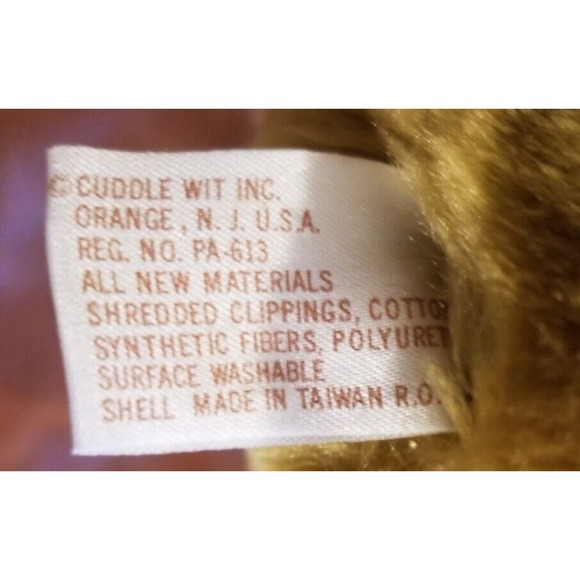 © CUDDLE WIT INC.
ORANGE, N. J. U.S.A.
REG. NO. PA-613
ALL NEW MATERIALS
SHREDDED CLIPPINGS, COTTO
SYNTHETIC FIBERS, POLYURET
SURFACE WASHABLE
SHELL MADE IN TAIWAN R.O.